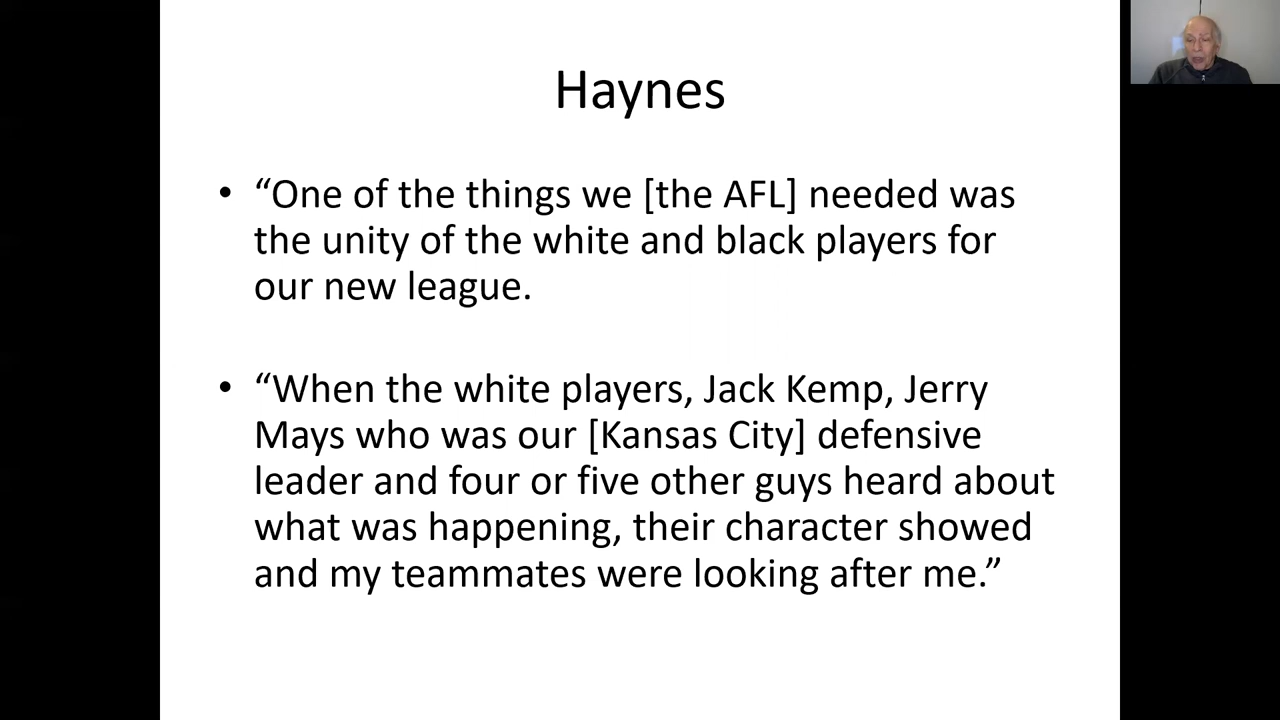 Haynes
• “One of the things we [the AFL] needed was
the unity of the white and black players for
our new league.
• “When the white players, Jack Kemp, Jerry
Mays who was our [Kansas City] defensive
leader and four or five other guys heard about
what was happening, their character showed
and my teammates were looking after me.”